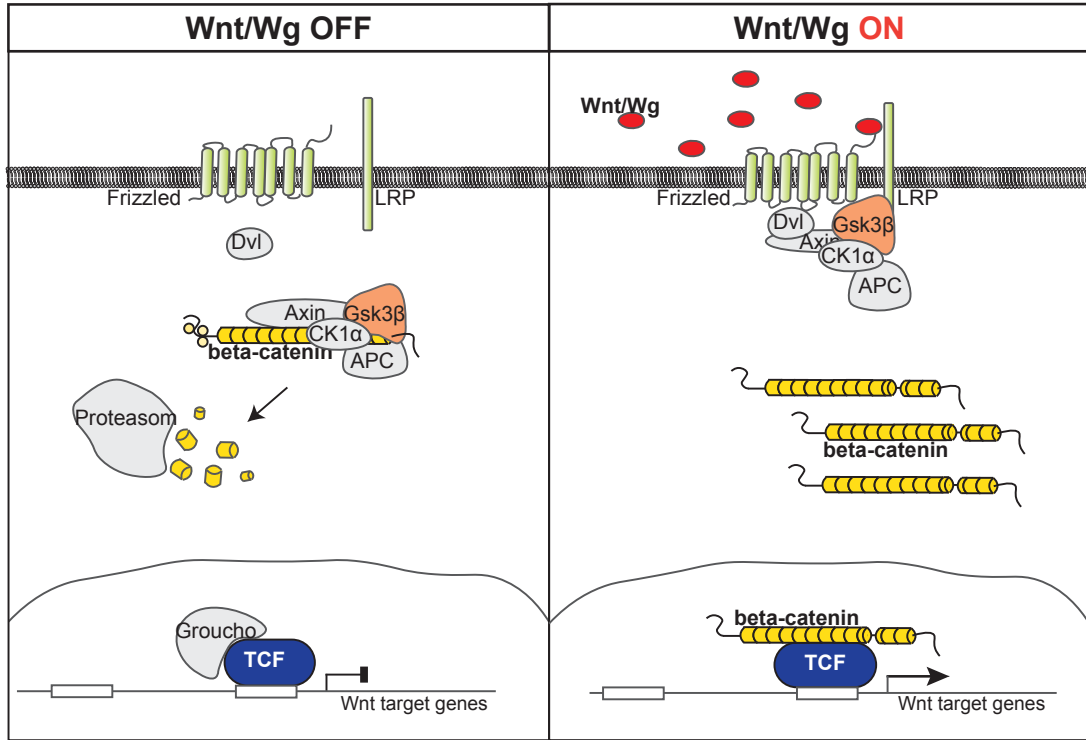 Wnt/Wg OFF
Frizzled
LRP
Dvl
Axin
Gsk3β
CK1α
beta-catenin
APC
Proteasom
Groucho
TCF
Wnt target genes
Wnt/Wg ON
Wnt/Wg
Frizzled
LRP
Dvl
Gsk3β
Axin
CK1α
APC
beta-catenin
beta-catenin
TCF
Wnt target genes